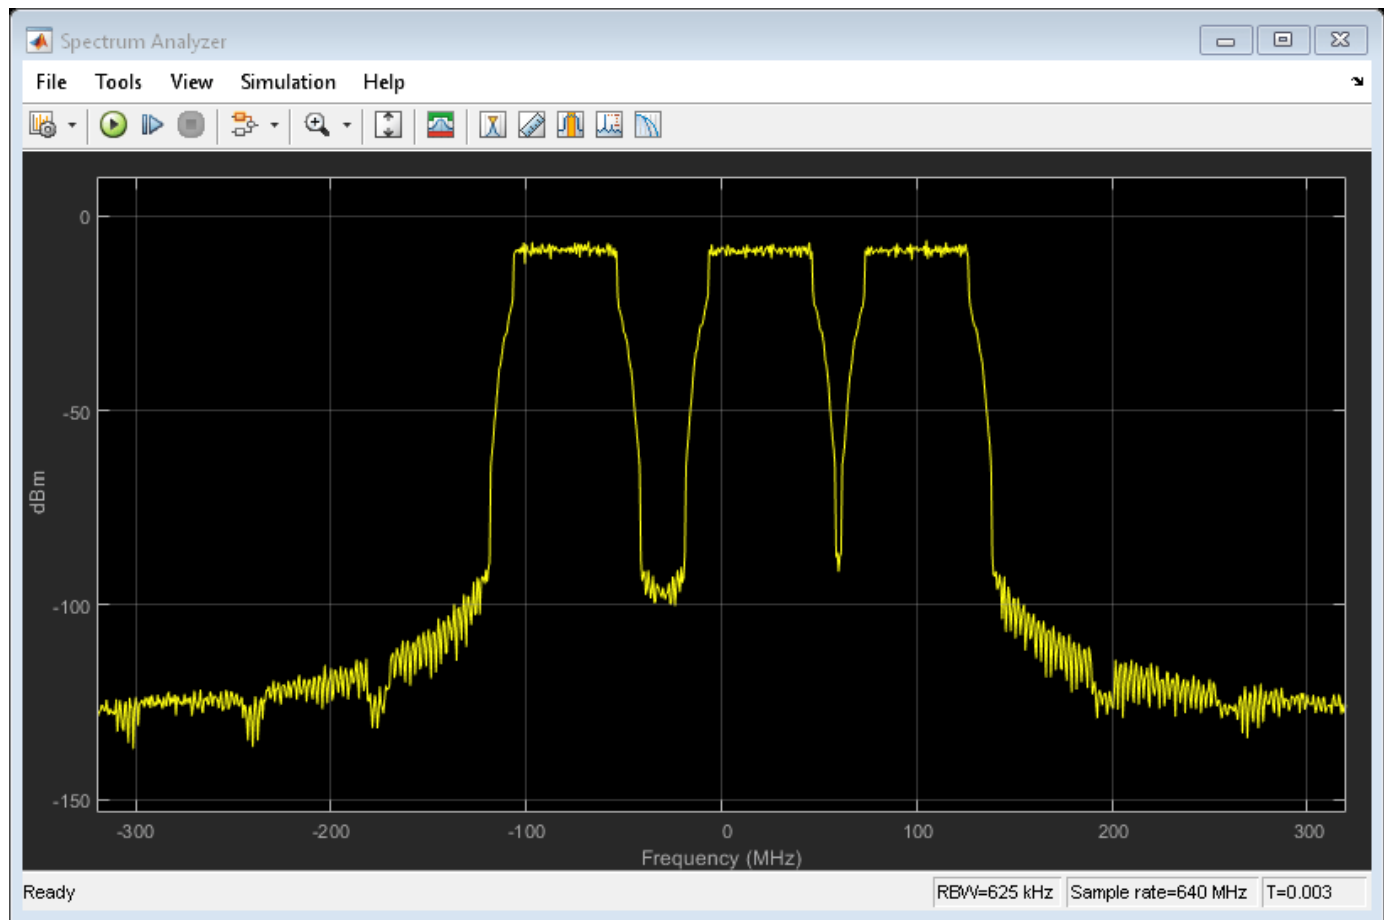 Spectrum Analyzer
File Tools View Simulation Help
0
-50
-100
-150
dBm
-300 -200 -100 0 100 200 300
Frequency (MHz)
Ready RBW=625 kHz Sample rate=640 MHz T=0.003